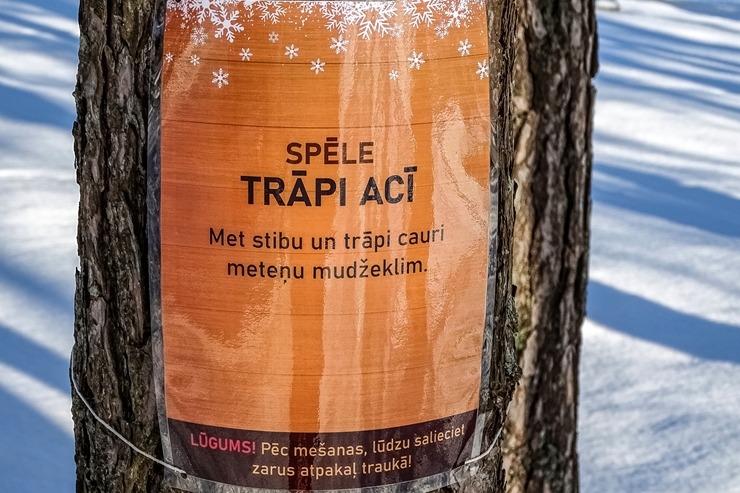 SPĒLE
TRĀPI ACĪ
Met stibu un trāpi cauri
meteņu mudžeklim.
LŪGUMS! Pēc mešanas, lūdzu salieciet
zarus atpakaļ traukā!